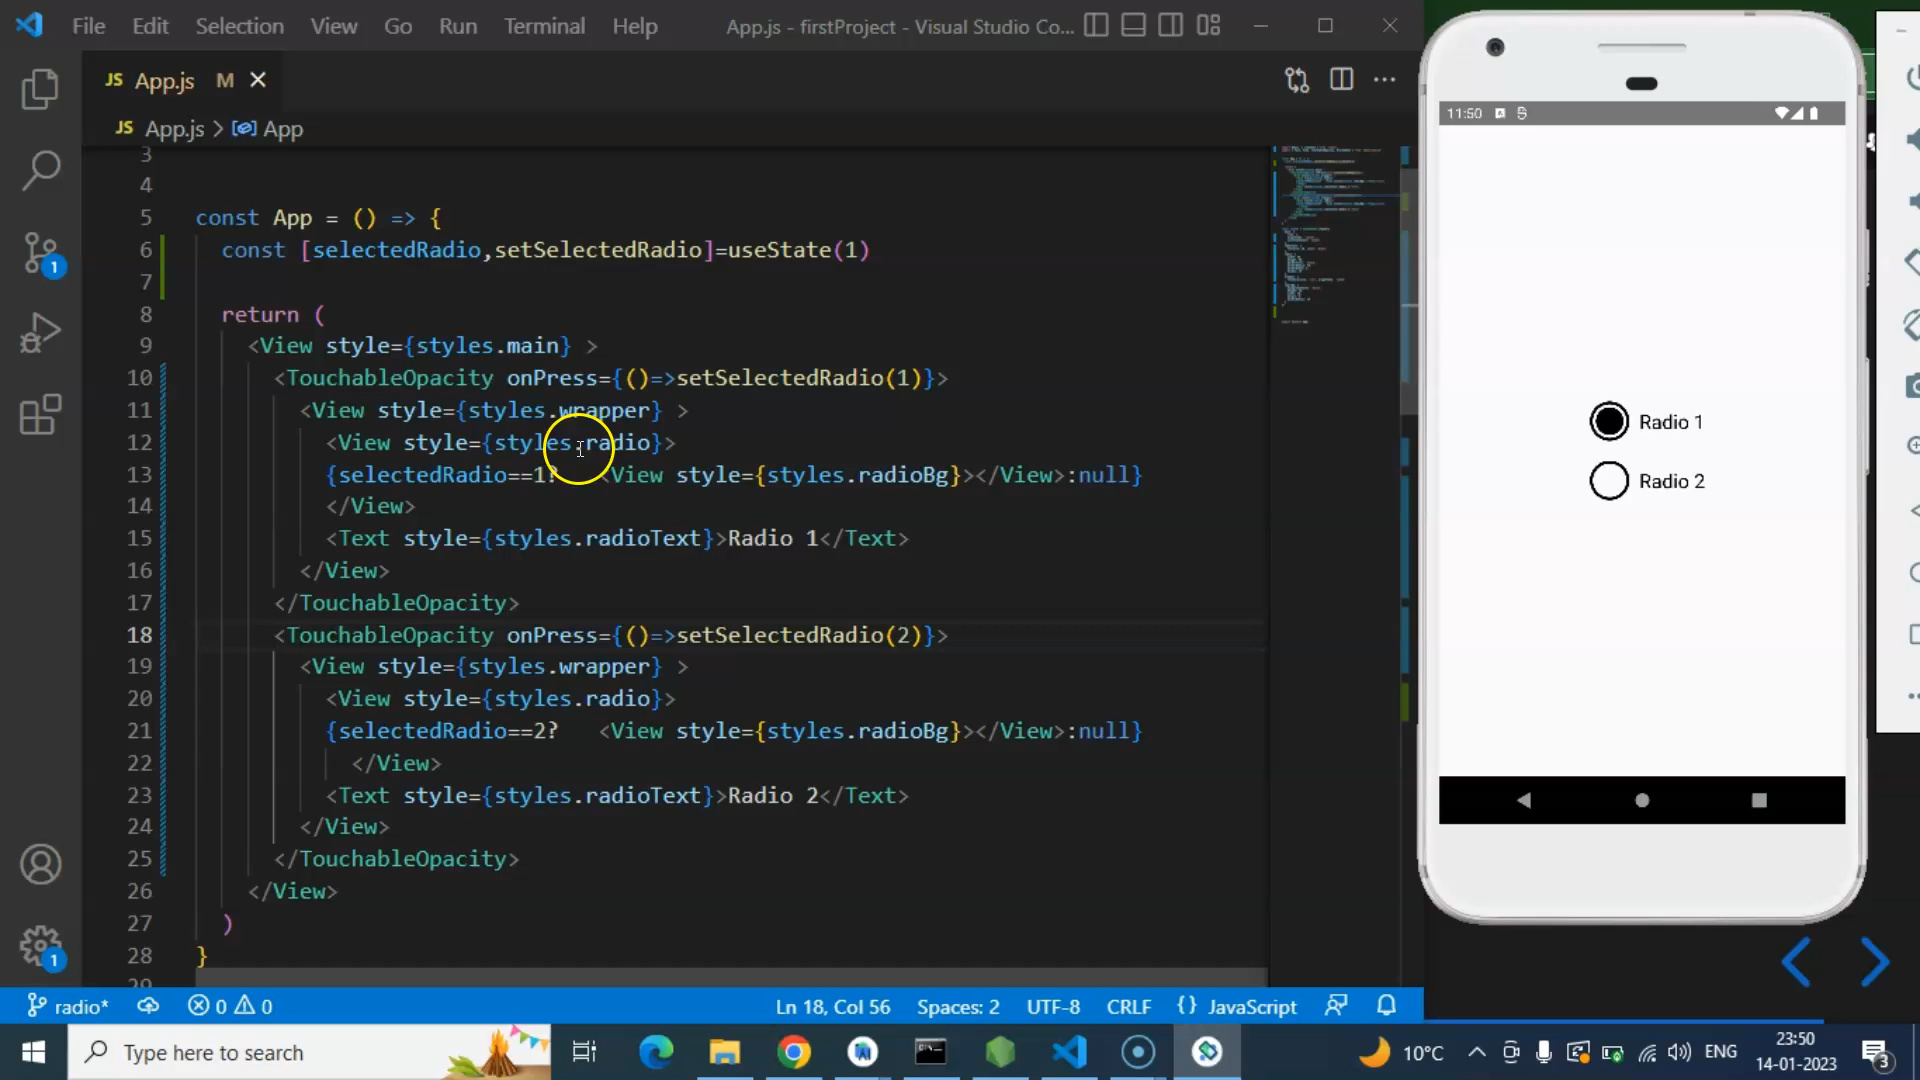 File Edit Selection View Go Run Terminal Help App.js - firstProject - Visual Studio Co...
JS App.js M
JS App.js > App
3
4
5 const App = () => {
6 const [selectedRadio,setSelectedRadio]=useState(1)
7
8 return (
9 <View style={styles.main} >
10 <TouchableOpacity onPress={()=>setSelectedRadio(1)}>
11 <View style={styles.wrapper} >
12 <View style={styles.radio}>
13 {selectedRadio==1? <View style={styles.radioBg}></View>:null}
14 </View>
15 <Text style={styles.radioText}>Radio 1</Text>
16 </View>
17 </TouchableOpacity>
18 <TouchableOpacity onPress={()=>setSelectedRadio(2)}>
19 <View style={styles.wrapper} >
20 <View style={styles.radio}>
21 {selectedRadio==2? <View style={styles.radioBg}></View>:null}
22 </View>
23 <Text style={styles.radioText}>Radio 2</Text>
24 </View>
25 </TouchableOpacity>
26 </View>
27 )
28 }
29
1
1
11:50
Radio 1
Radio 2
radio* 0 0 Ln 18, Col 56 Spaces: 2 UTF-8 CRLF {} JavaScript
Type here to search
10°C
ENG
23:50
14-01-2023
3